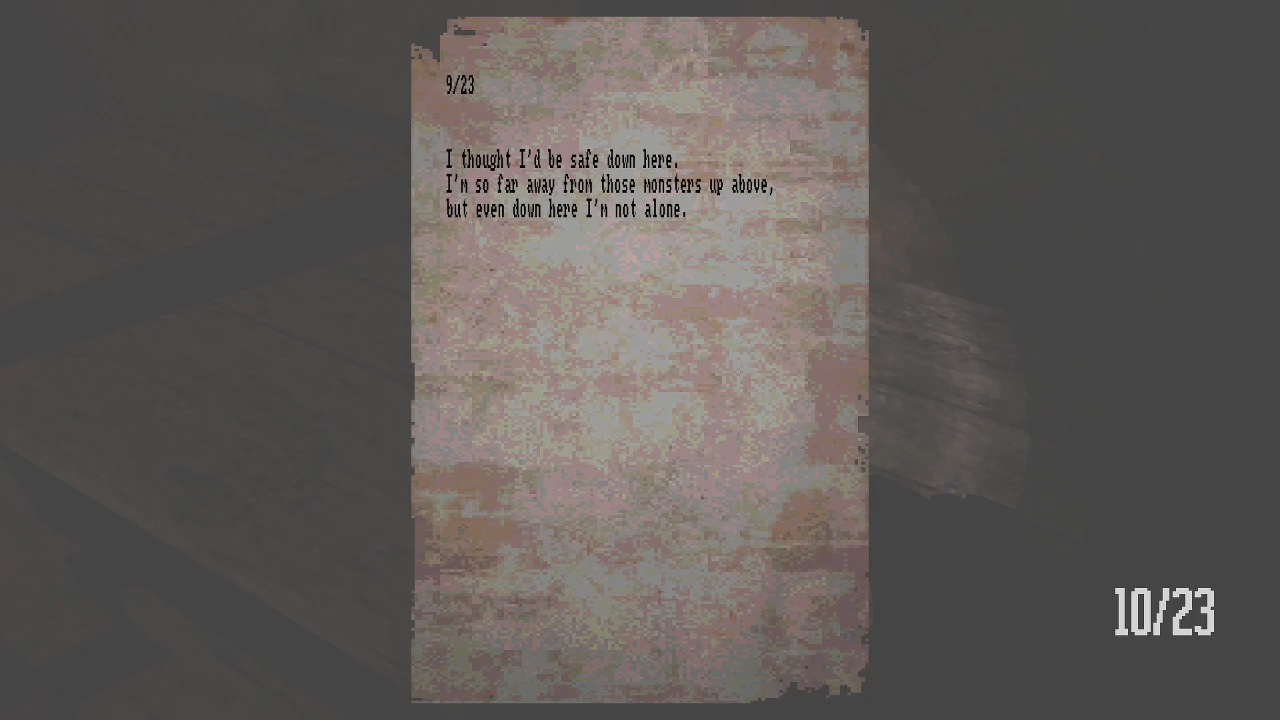 9/23
I thought I'd be safe down here.
I'm so far away from those monsters up above,
but even down here I'm not alone.
10/23